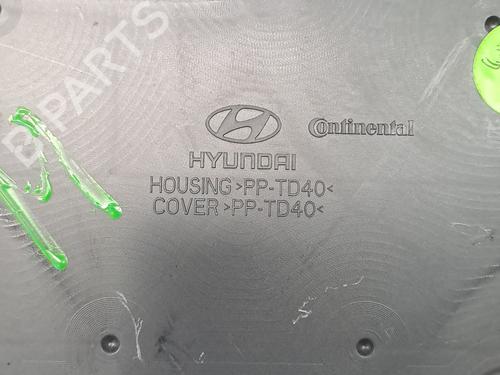 B-PARTS
Continental
HYUNDAI
HOUSING >PP-TD40<
COVER >PP-TD40<